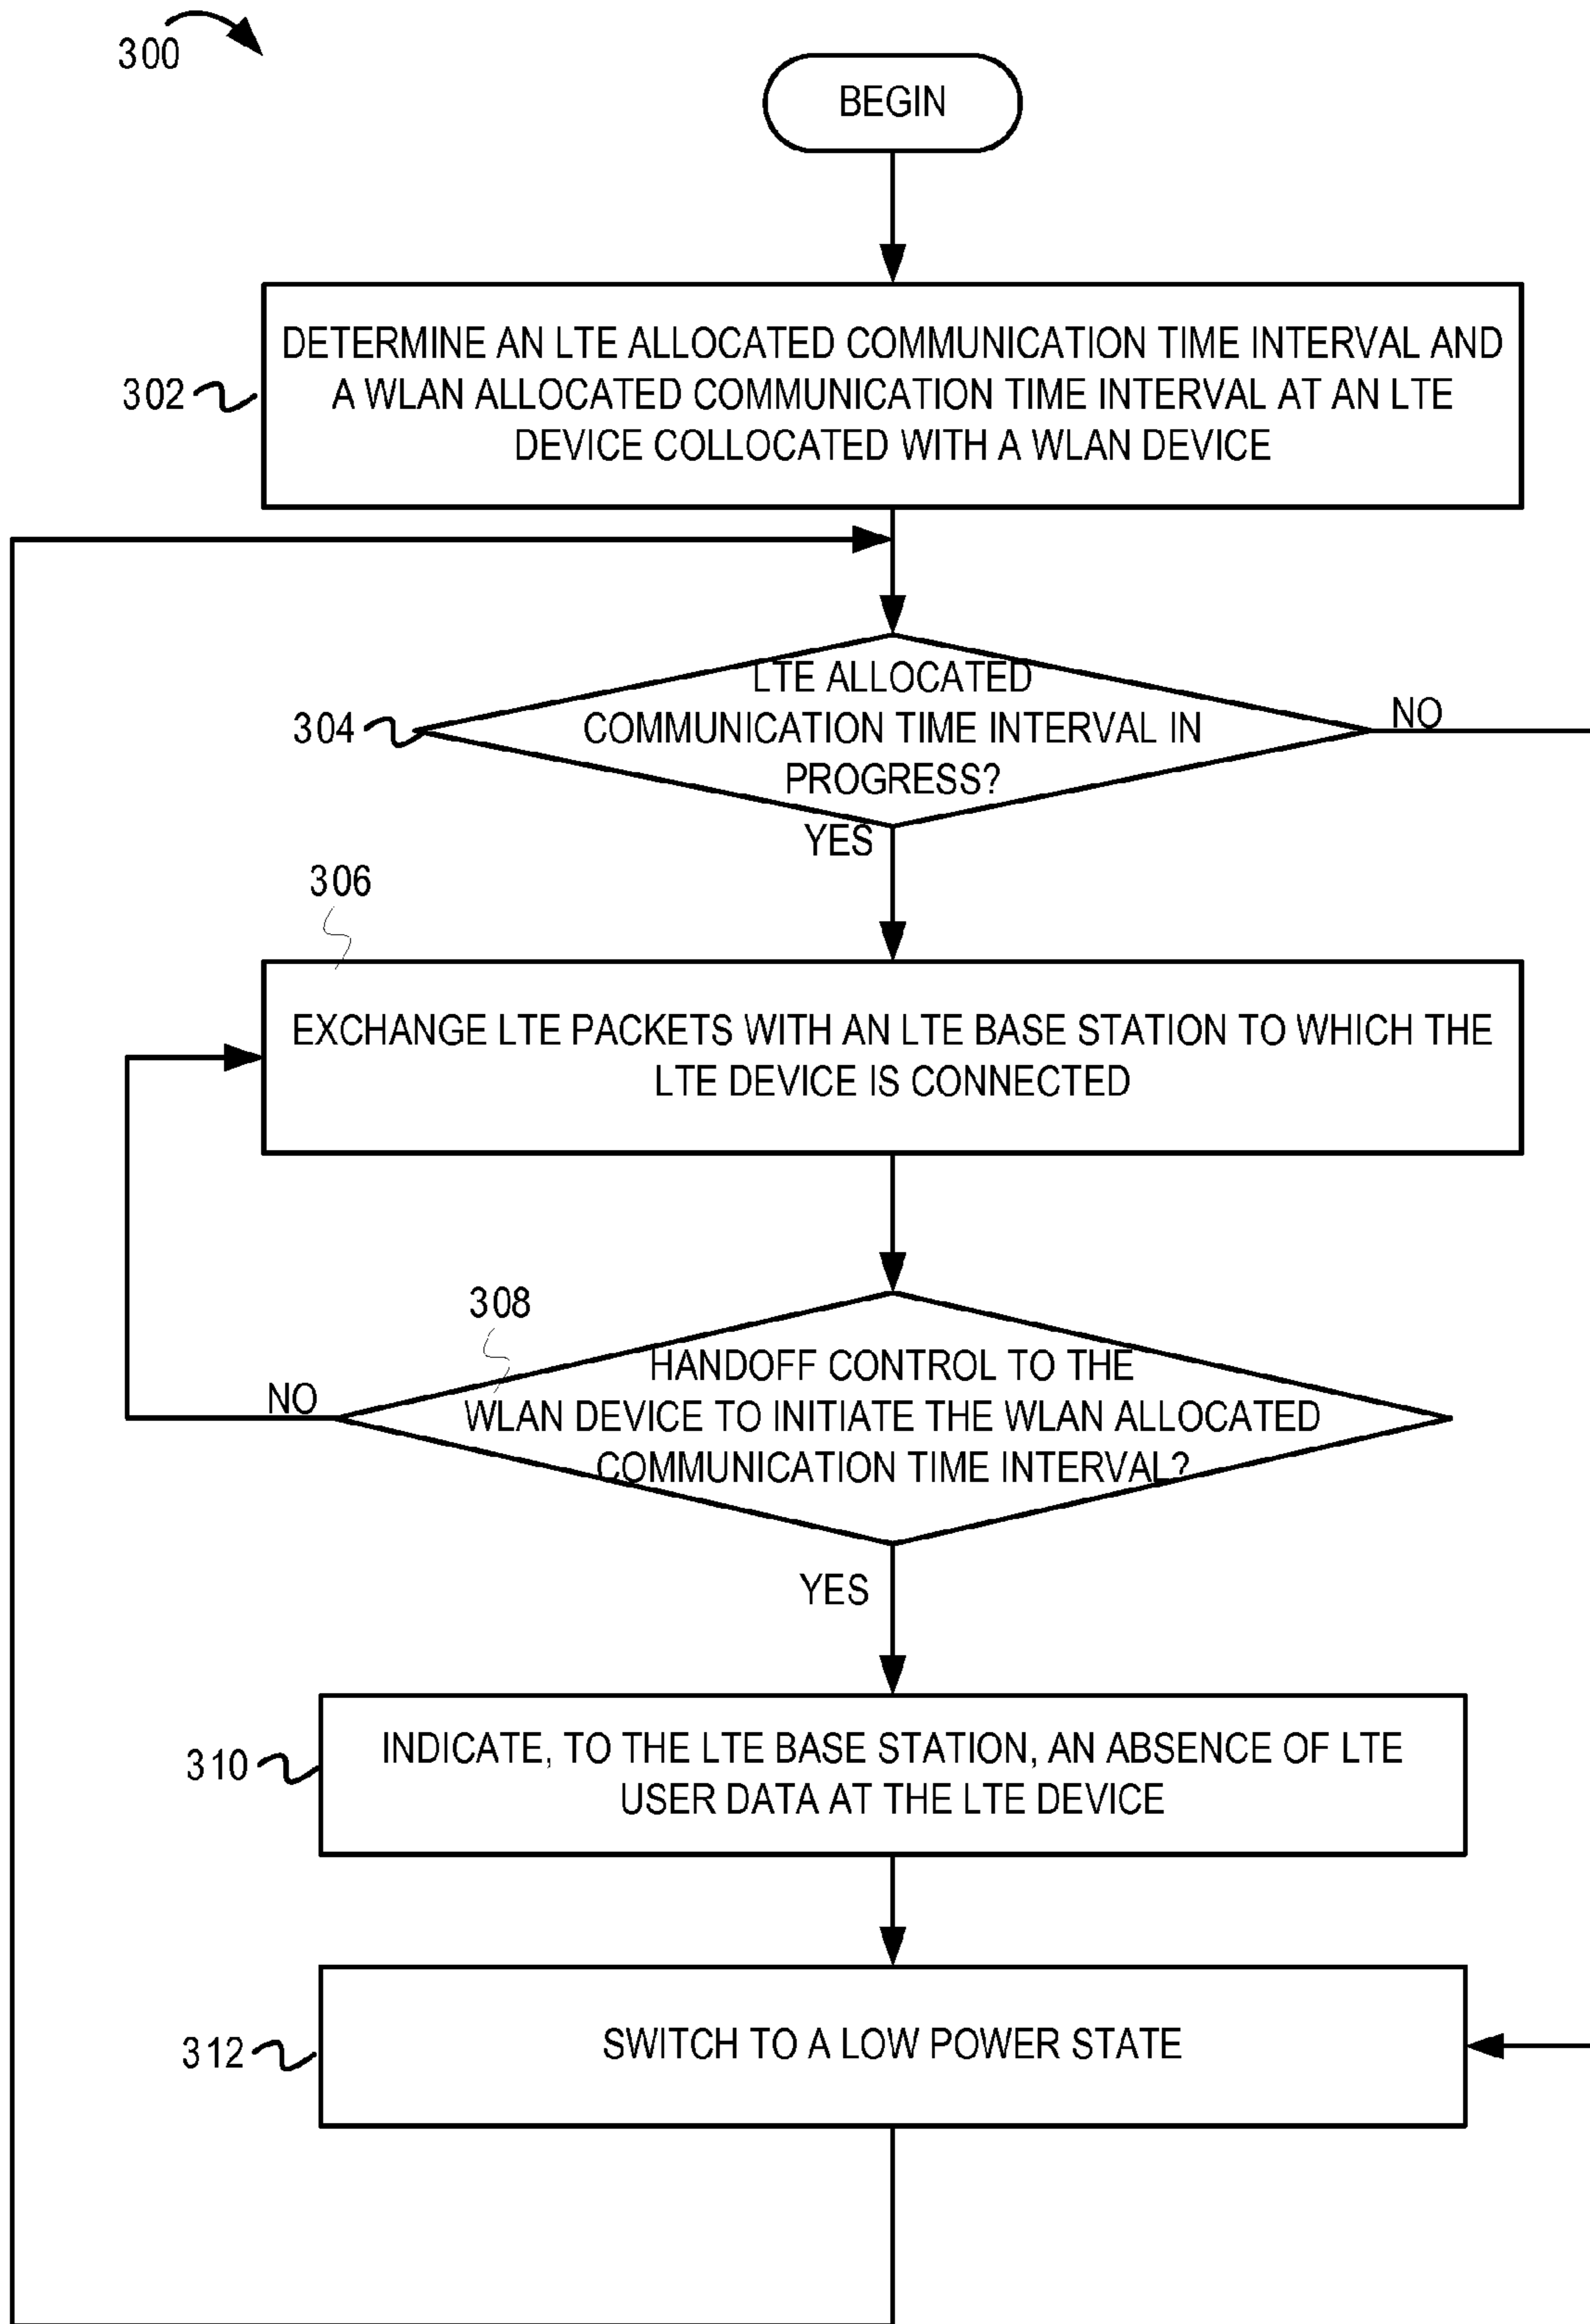 300
BEGIN
302
DETERMINE AN LTE ALLOCATED COMMUNICATION TIME INTERVAL AND
A WLAN ALLOCATED COMMUNICATION TIME INTERVAL AT AN LTE
DEVICE COLLOCATED WITH A WLAN DEVICE
304
LTE ALLOCATED
COMMUNICATION TIME INTERVAL IN
PROGRESS?
NO
YES
306
EXCHANGE LTE PACKETS WITH AN LTE BASE STATION TO WHICH THE
LTE DEVICE IS CONNECTED
308
HANDOFF CONTROL TO THE
WLAN DEVICE TO INITIATE THE WLAN ALLOCATED
COMMUNICATION TIME INTERVAL?
NO
YES
310
INDICATE, TO THE LTE BASE STATION, AN ABSENCE OF LTE
USER DATA AT THE LTE DEVICE
312
SWITCH TO A LOW POWER STATE